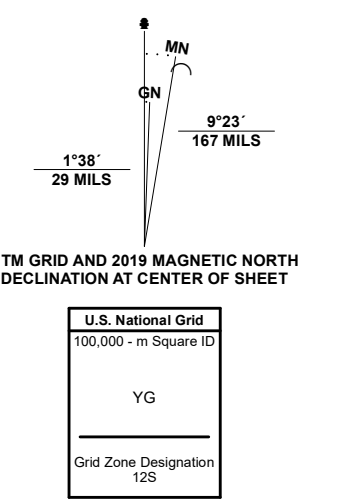 MN
GN
9°23´
167 MILS
1°38´
29 MILS
TM GRID AND 2019 MAGNETIC NORTH
DECLINATION AT CENTER OF SHEET
U.S. National Grid
100,000 - m Square ID
YG
Grid Zone Designation
12S